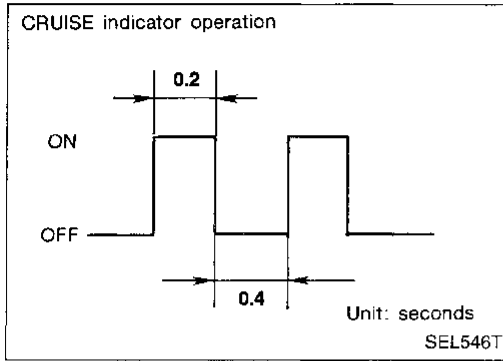 CRUISE indicator operation
0.2
ON
OFF
0.4
Unit: seconds
SEL546T